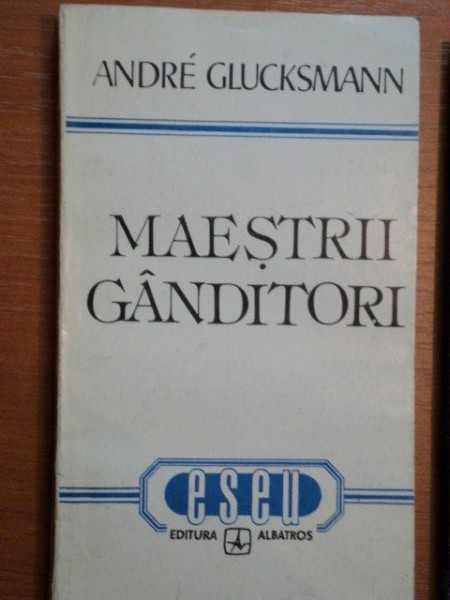 ANDRÉ GLUCKSMANN
MAEȘTRII
GÂNDITORI
eseu
EDITURA ALBATROS